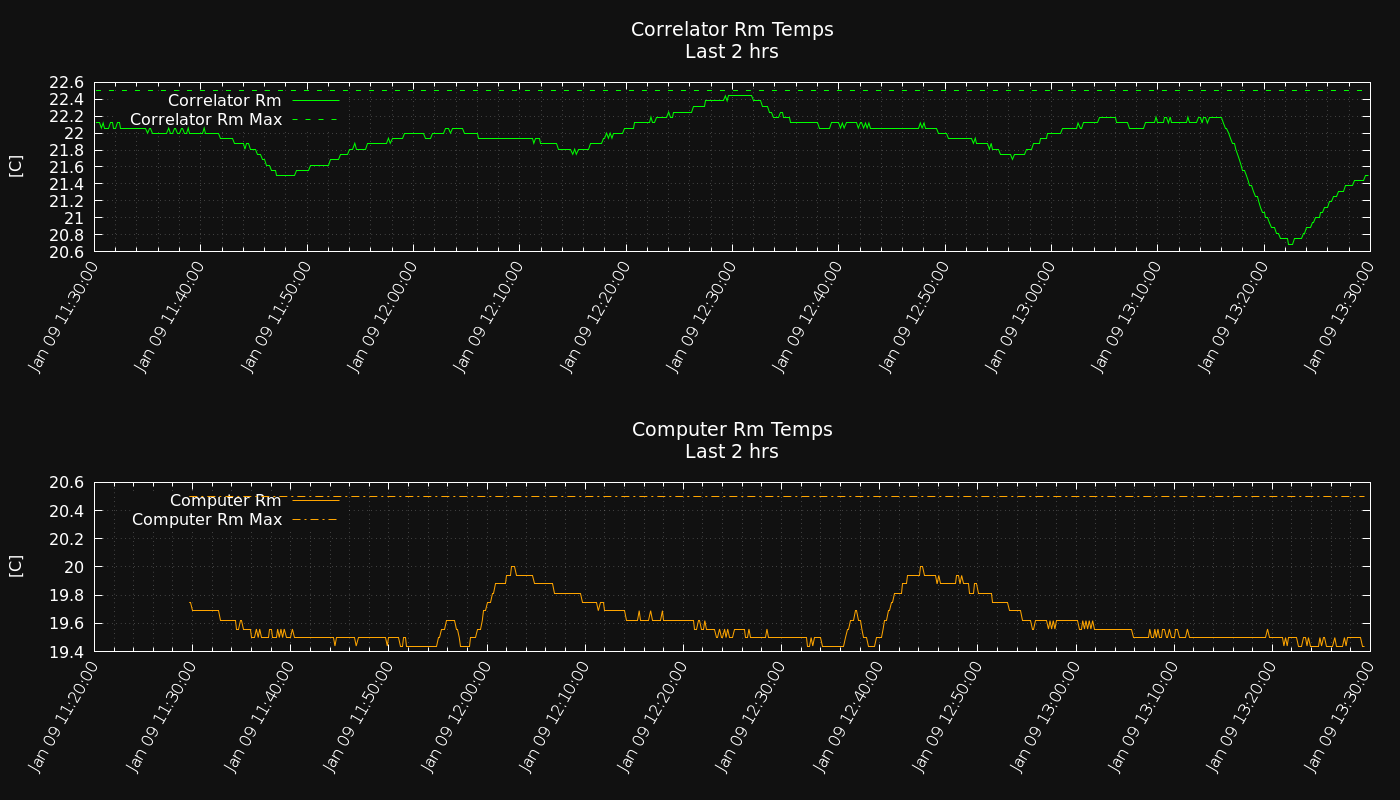 Correlator Rm Temps
Last 2 hrs
[C]
22.6
22.4
22.2
22
21.8
21.6
21.4
21.2
21
20.8
20.6
Correlator Rm
Correlator Rm Max
Jan 09 11:30:00
Jan 09 11:40:00
Jan 09 11:50:00
Jan 09 12:00:00
Jan 09 12:10:00
Jan 09 12:20:00
Jan 09 12:30:00
Jan 09 12:40:00
Jan 09 12:50:00
Jan 09 13:00:00
Jan 09 13:10:00
Jan 09 13:20:00
Jan 09 13:30:00
Computer Rm Temps
Last 2 hrs
[C]
20.6
20.4
20.2
20
19.8
19.6
19.4
Computer Rm
Computer Rm Max
Jan 09 11:20:00
Jan 09 11:30:00
Jan 09 11:40:00
Jan 09 11:50:00
Jan 09 12:00:00
Jan 09 12:10:00
Jan 09 12:20:00
Jan 09 12:30:00
Jan 09 12:40:00
Jan 09 12:50:00
Jan 09 13:00:00
Jan 09 13:10:00
Jan 09 13:20:00
Jan 09 13:30:00